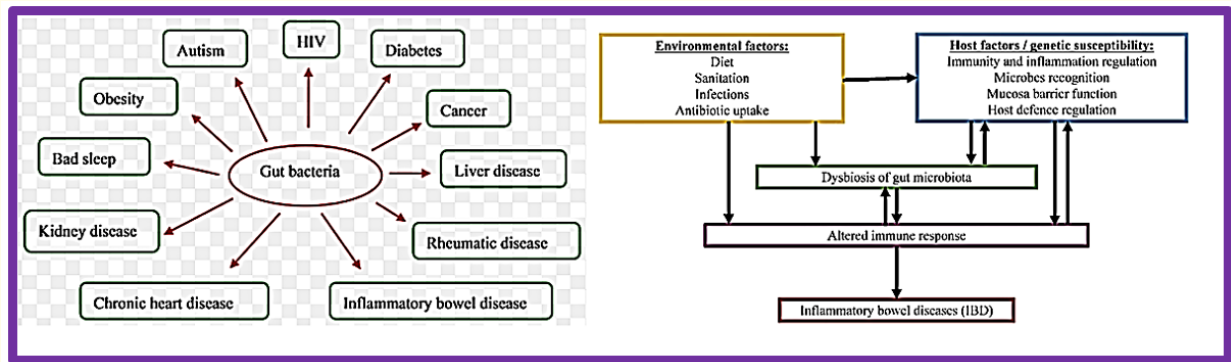 HIV
Autism
Diabetes
Obesity
Cancer
Bad sleep
Gut bacteria
Liver disease
Kidney disease
Rheumatic disease
Chronic heart disease
Inflammatory bowel disease
Environmental factors:
Diet
Sanitation
Infections
Antibiotic uptake
Host factors / genetic susceptibility:
Immunity and inflammation regulation
Microbes recognition
Mucosa barrier function
Host defence regulation
Dysbiosis of gut microbiota
Altered immune response
Inflammatory bowel diseases (IBD)